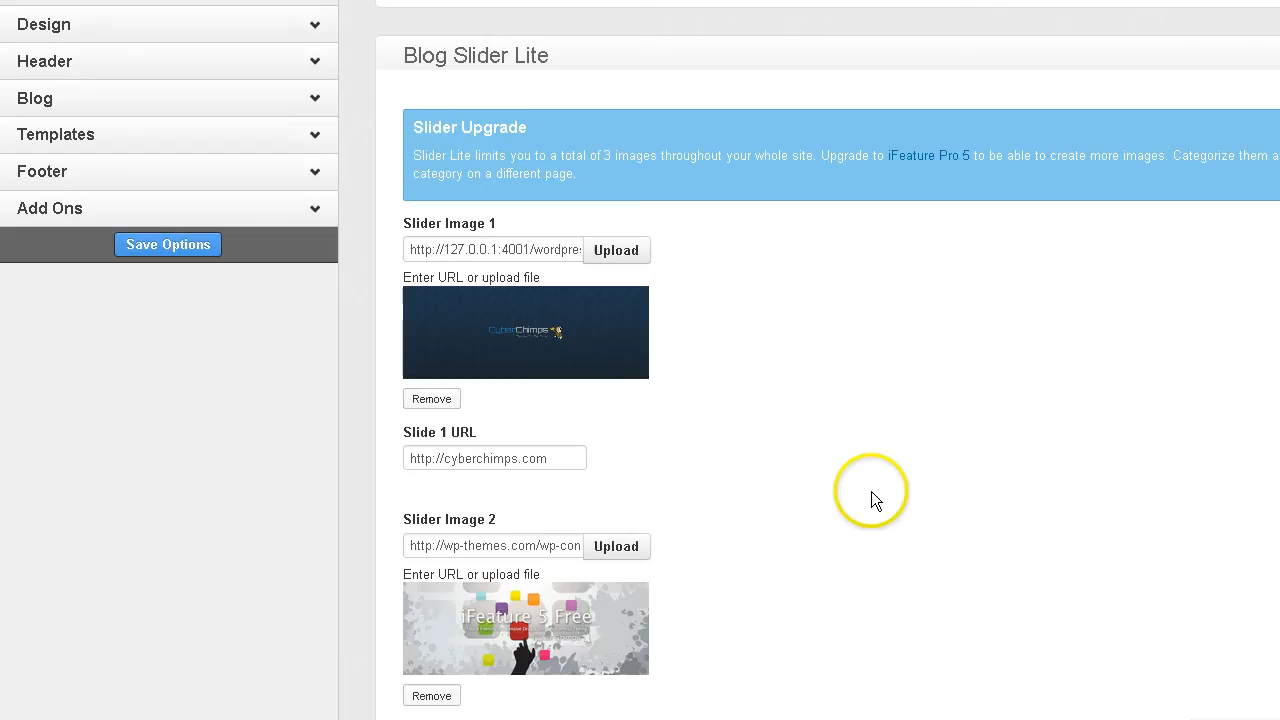 Design
Header
Blog
Templates
Footer
Add Ons
Save Options
Blog Slider Lite
Slider Upgrade
Slider Lite limits you to a total of 3 images throughout your whole site. Upgrade to iFeature Pro 5 to be able to create more images. Categorize them a
category on a different page.
Slider Image 1
http://127.0.0.1:4001/wordpre
Upload
Enter URL or upload file
CyberChimps
Remove
Slide 1 URL
http://cyberchimps.com
Slider Image 2
http://wp-themes.com/wp-con
Upload
Enter URL or upload file
iFeature 5 Free
Remove